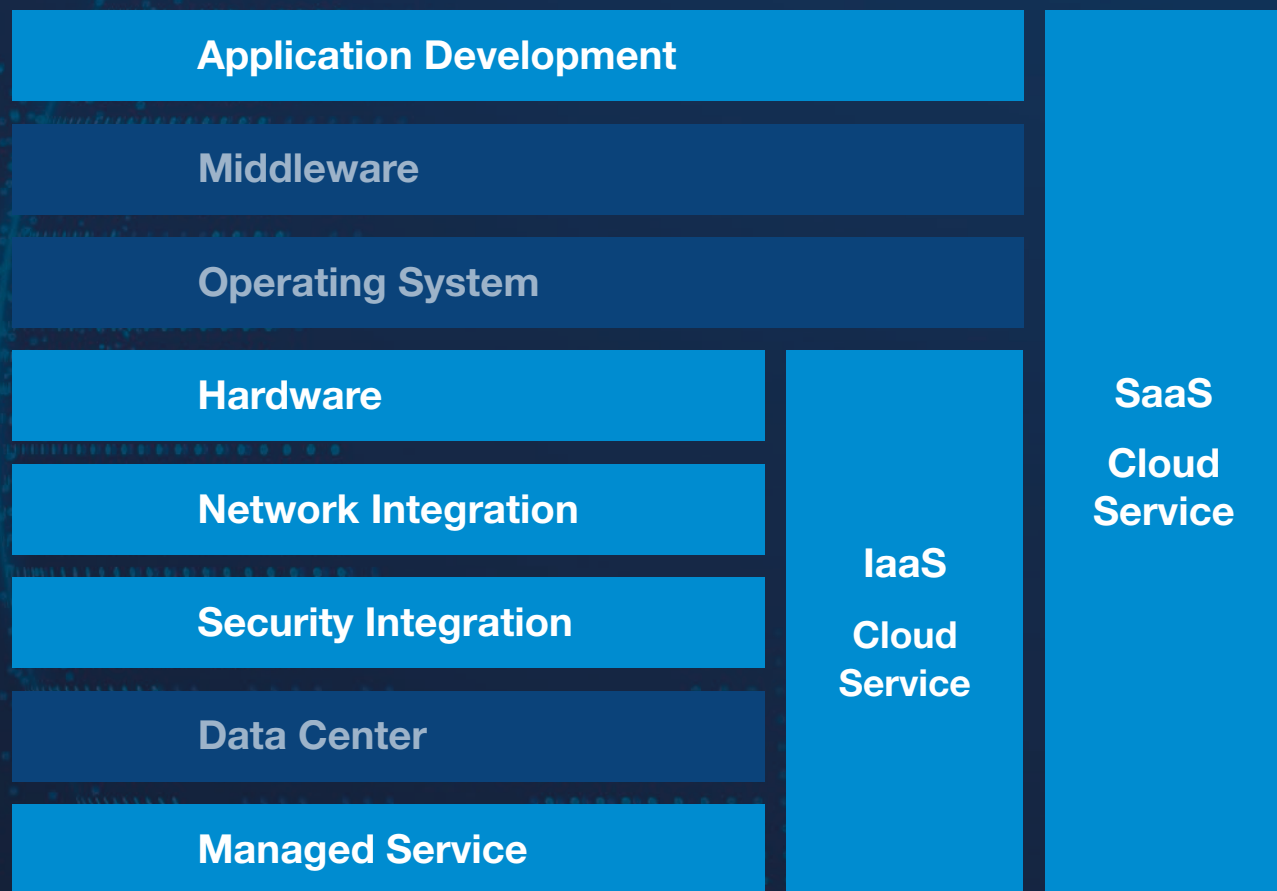 Application Development
Middleware
Operating System
Hardware
Network Integration
Security Integration
Data Center
Managed Service
IaaS
Cloud
Service
SaaS
Cloud
Service